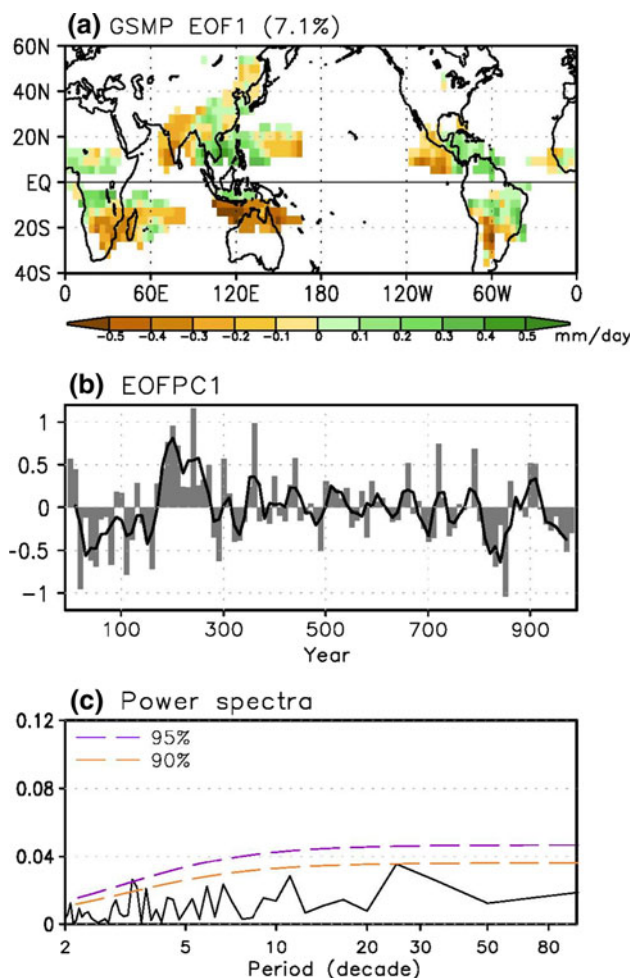 (a) GSMP EOF1 (7.1%)
60N
40N
20N
EQ
20S
40S
0 60E 120E 180 120W 60W 0
-0.5 -0.4 -0.3 -0.2 -0.1 0 0.1 0.2 0.3 0.4 0.5 mm/day
(b) EOFPC1
1
0.5
0
-0.5
-1
100 300 500 700 900
Year
(c) Power spectra
0.12
95%
90%
0.08
0.04
0
2 5 10 20 30 50 80
Period (decade)